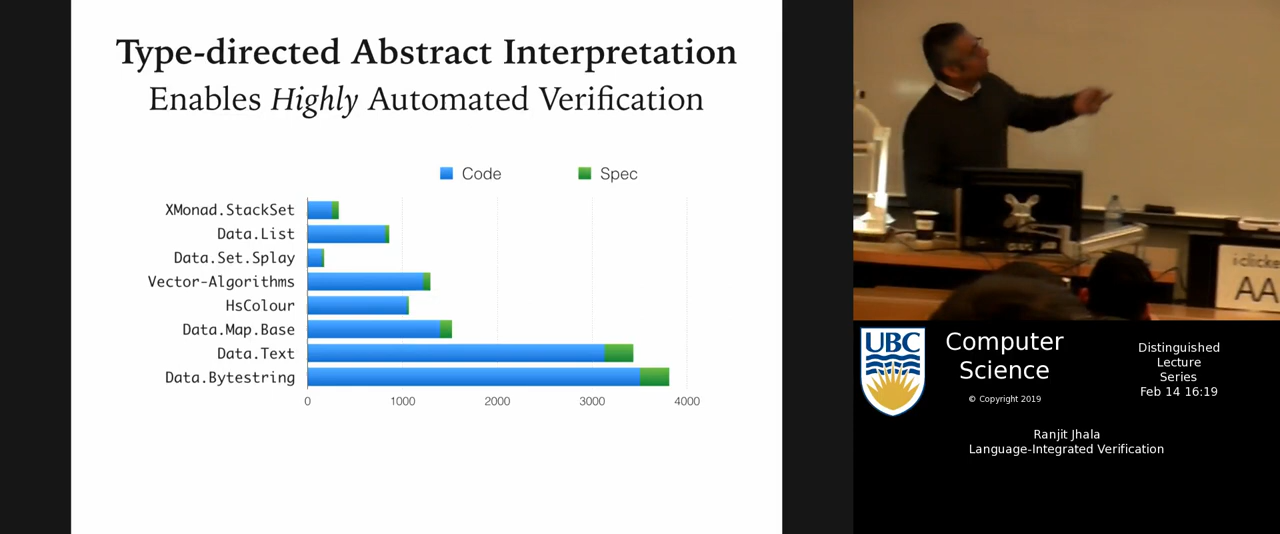 Type-directed Abstract Interpretation
Enables Highly Automated Verification
Code
Spec
XMonad.StackSet
Data.List
Data.Set.Splay
Vector-Algorithms
HsColour
Data.Map.Base
Data.Text
Data.Bytestring
0
1000
2000
3000
4000
AA
UBC
Computer
Science
© Copyright 2019
Distinguished
Lecture
Series
Feb 14 16:19
Ranjit Jhala
Language-Integrated Verification